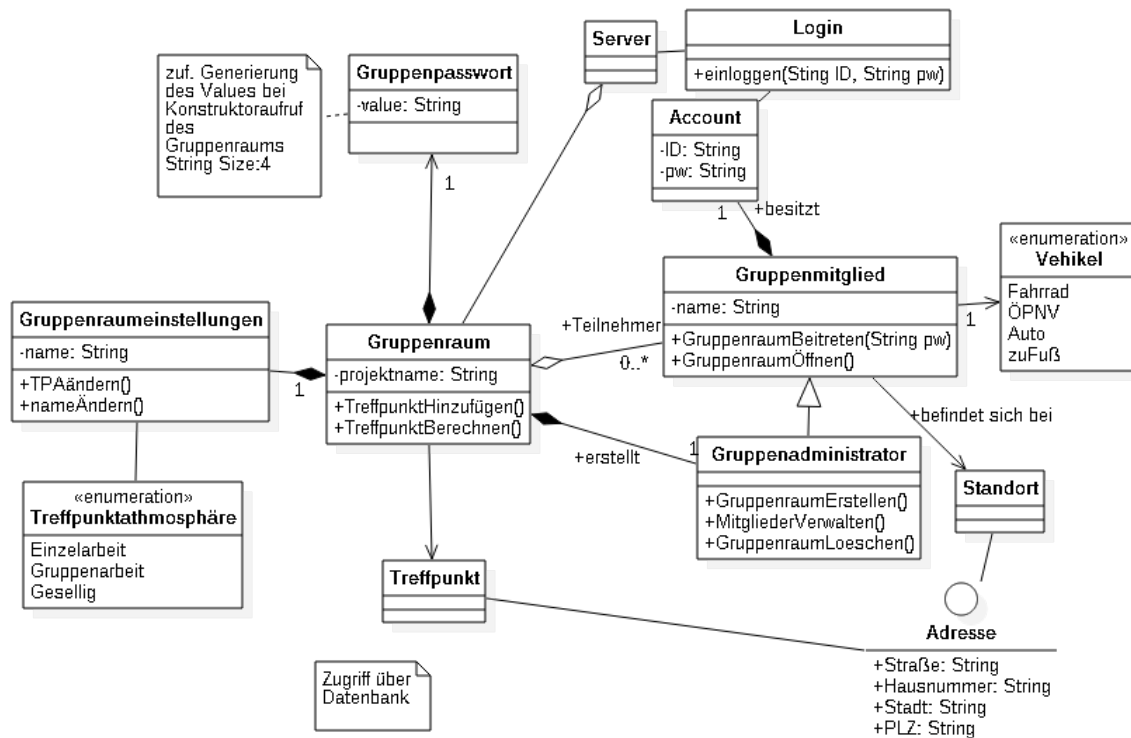 Server
Login
+einloggen(Sting ID, String pw)
zuf. Generierung
des Values bei
Konstruktoraufruf
des
Gruppenraums
String Size:4
Gruppenpasswort
-value: String
1
Account
-ID: String
-pw: String
1
+besitzt
«enumeration»
Vehikel
Fahrrad
ÖPNV
Auto
zuFuß
Gruppenmitglied
-name: String
+GruppenraumBeitreten(String pw)
+GruppenraumÖffnen()
1
Gruppenraumeinstellungen
-name: String
+TPAändern()
+nameÄndern()
1
Gruppenraum
-projektname: String
+TreffpunktHinzufügen()
+TreffpunktBerechnen()
+Teilnehmer
0..*
+befindet sich bei
+erstellt
1
Gruppenadministrator
+GruppenraumErstellen()
+MitgliederVerwalten()
+GruppenraumLoeschen()
Standort
«enumeration»
Treffpunktathmosphäre
Einzelarbeit
Gruppenarbeit
Gesellig
Treffpunkt
Adresse
+Straße: String
+Hausnummer: String
+Stadt: String
+PLZ: String
Zugriff über
Datenbank